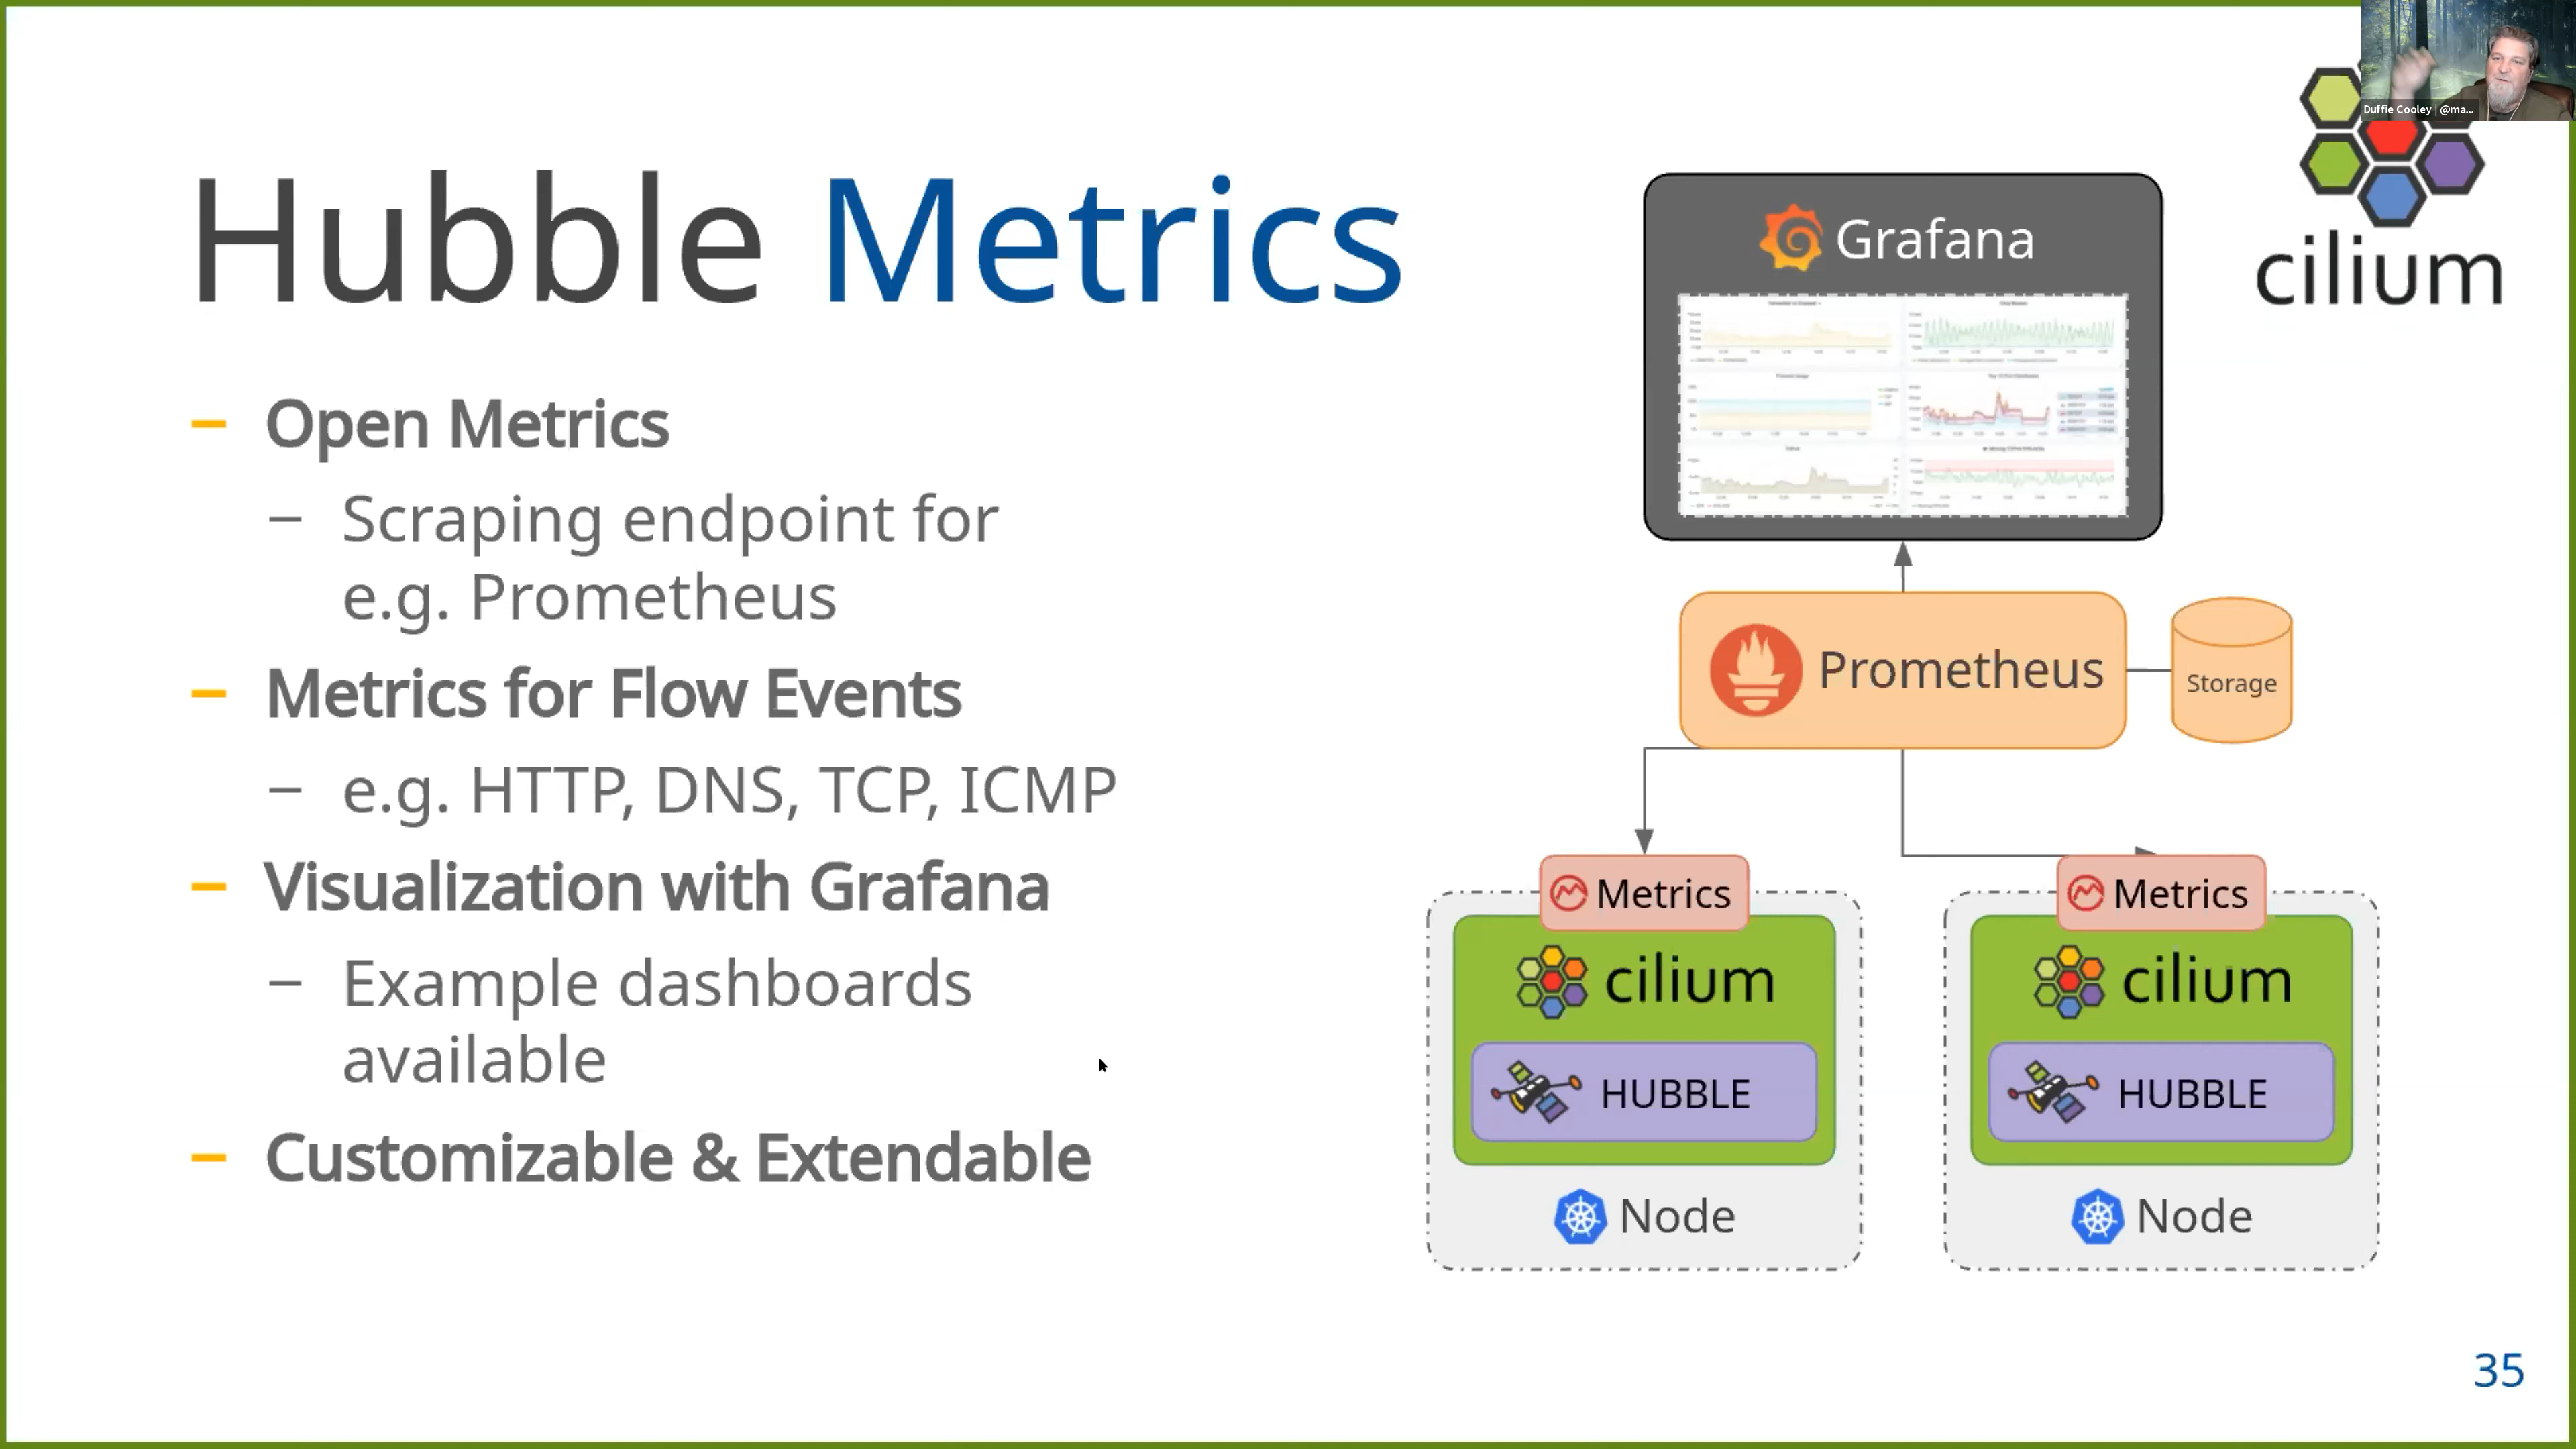 Duffie Cooley | @ma...
Hubble Metrics
cilium
– Open Metrics
– Scraping endpoint for
e.g. Prometheus
– Metrics for Flow Events
– e.g. HTTP, DNS, TCP, ICMP
– Visualization with Grafana
– Example dashboards
available
– Customizable & Extendable
Grafana
Prometheus
Storage
Metrics
cilium
HUBBLE
Node
Metrics
cilium
HUBBLE
Node
35